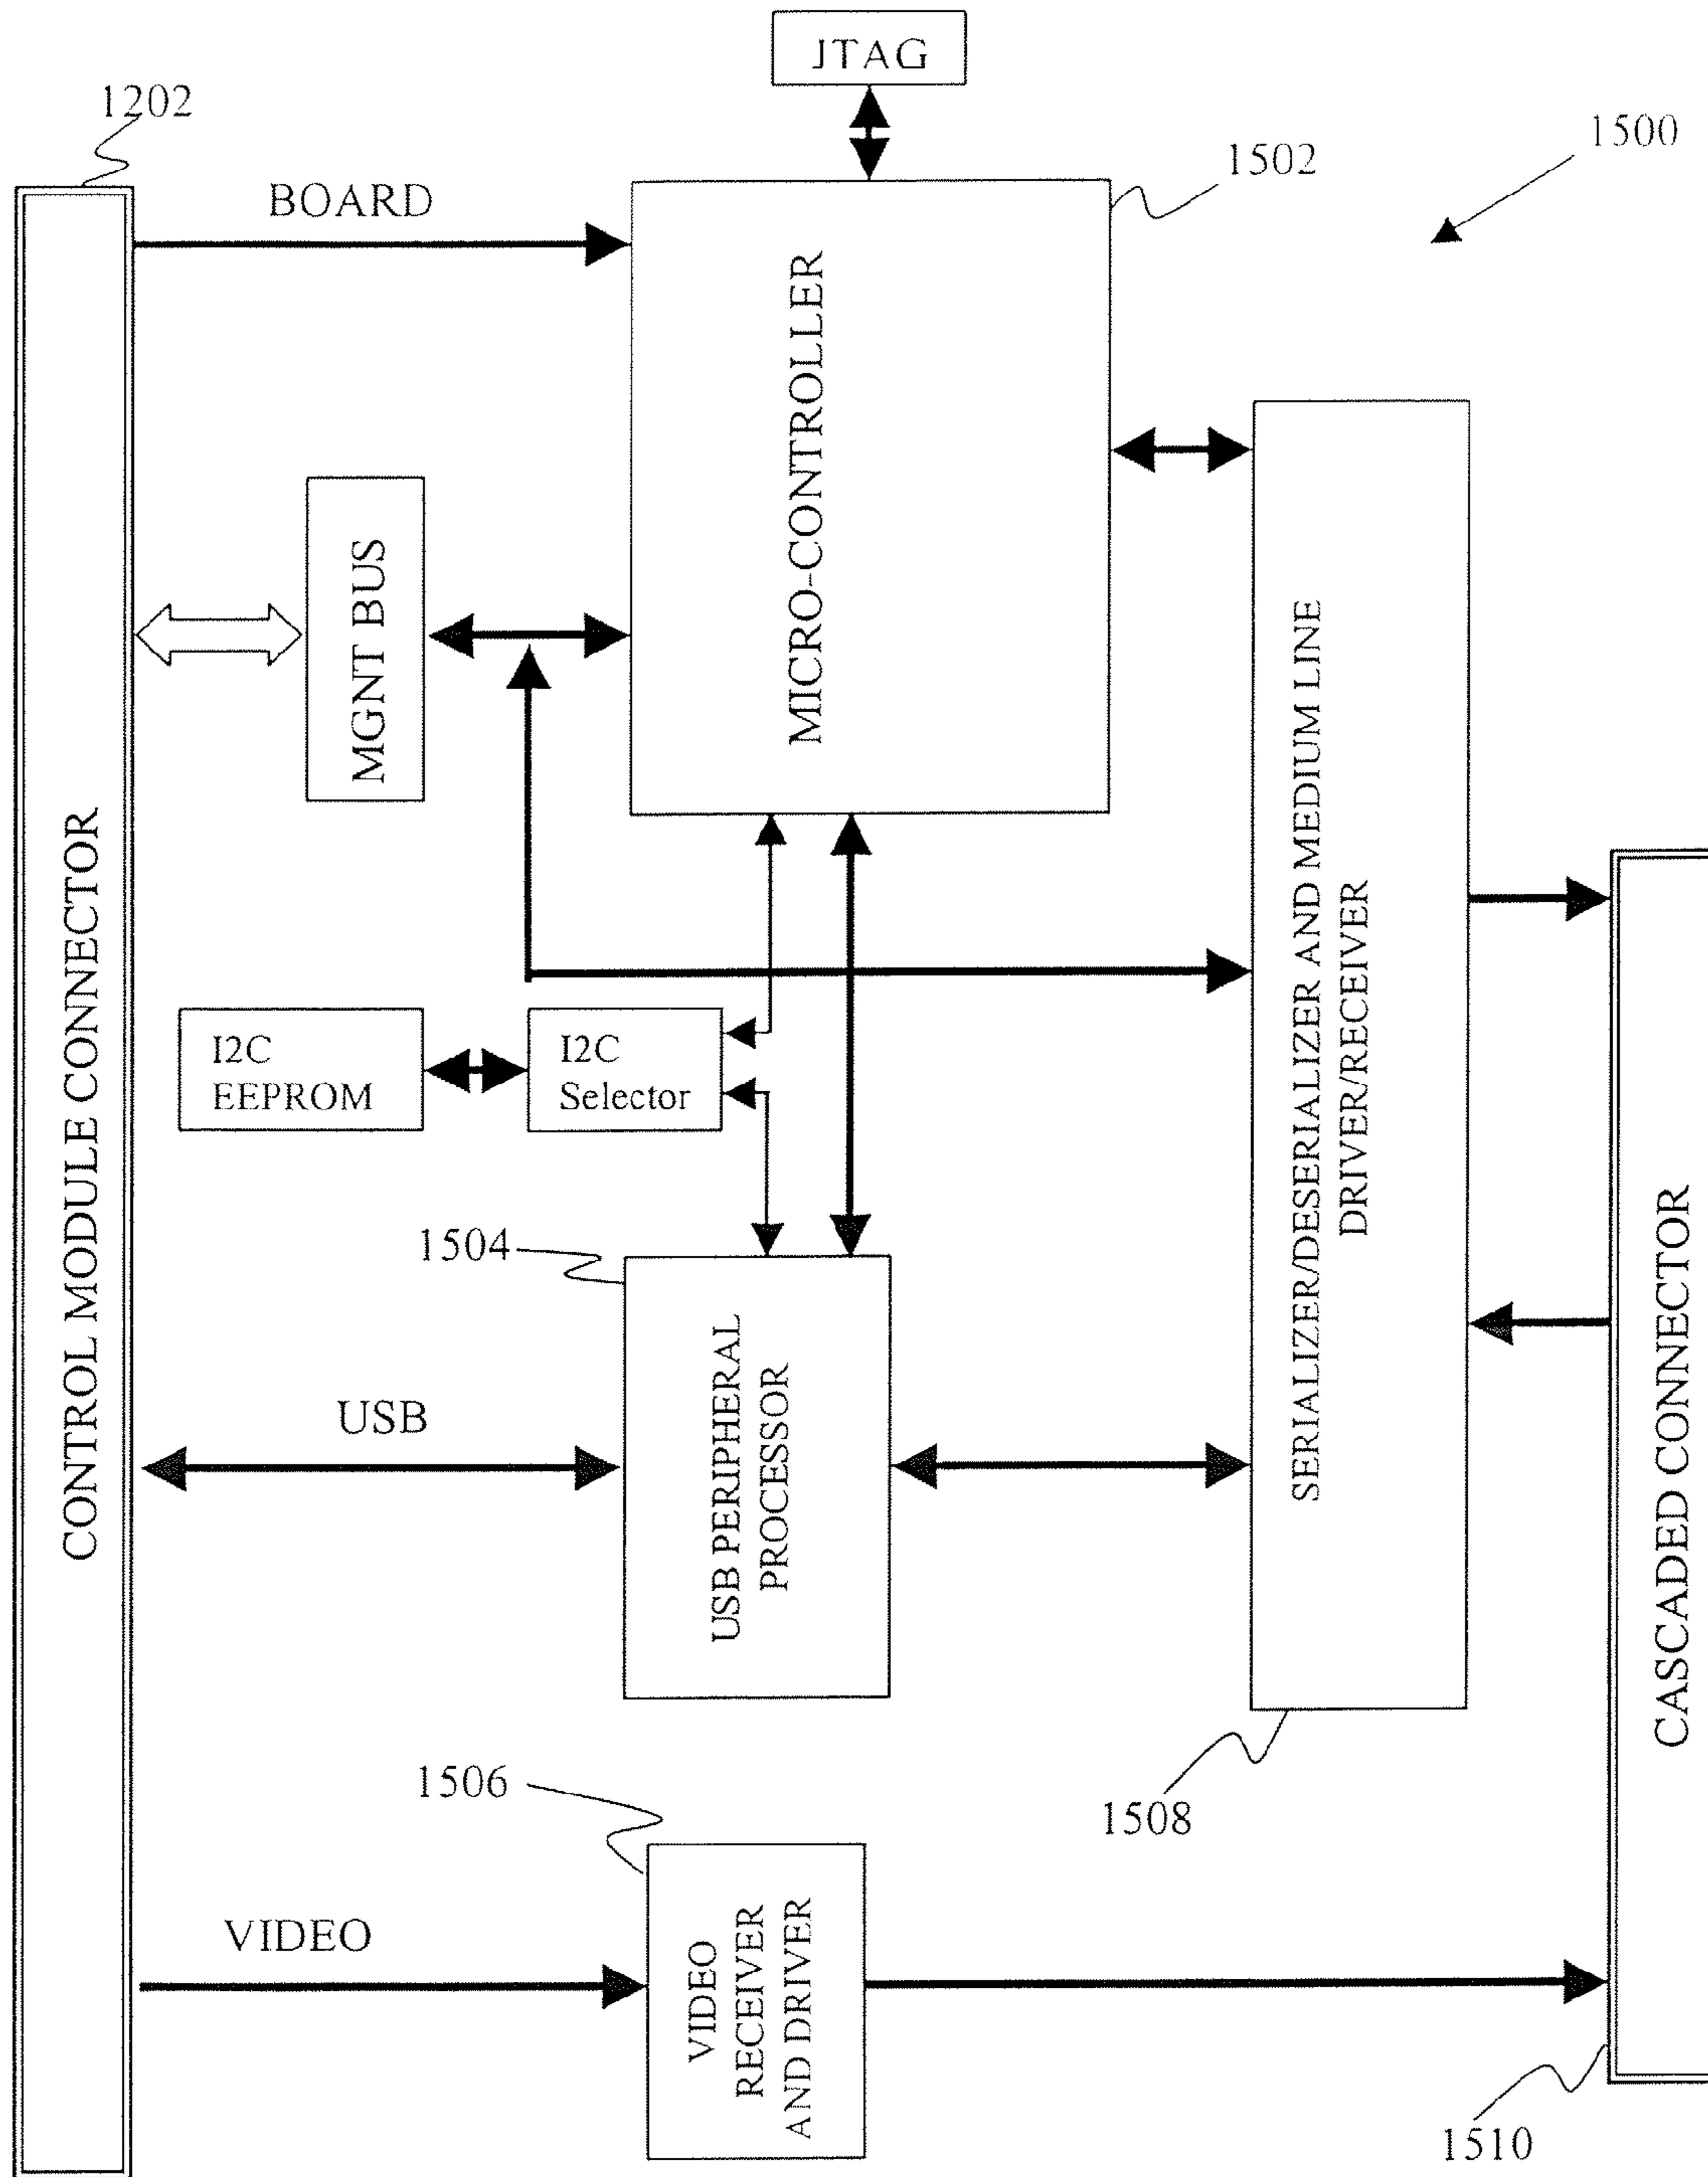 JTAG
1202
1500
1502
BOARD
MICRO-CONTROLLER
MGNT BUS
CONTROL MODULE CONNECTOR
SERIALIZER/DESERIALIZER AND MEDIUM LINE
DRIVER/RECEIVER
I2C
EEPROM
I2C
Selector
1504
USB PERIPHERAL
PROCESSOR
USB
CASCADED CONNECTOR
1506
1508
VIDEO
VIDEO
RECEIVER
AND DRIVER
1510